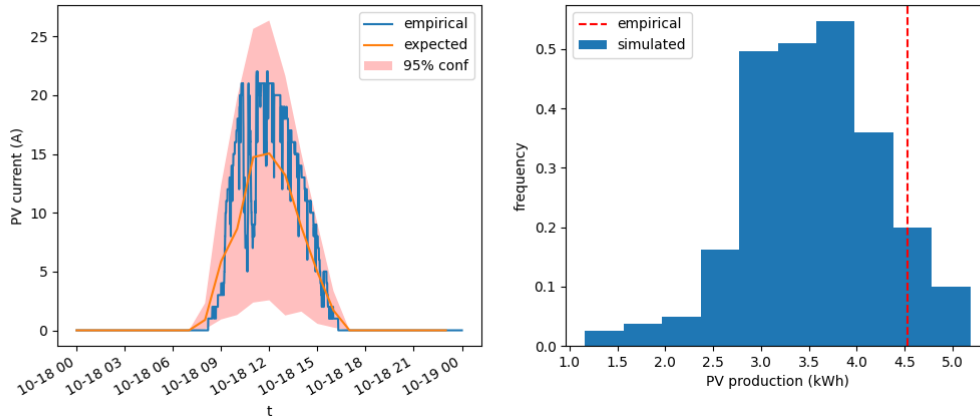 empirical
expected
95% conf
PV current (A)
25
20
15
10
5
0
10-18 00
10-18 03
10-18 06
10-18 09
10-18 12
10-18 15
10-18 18
10-18 21
10-19 00
t
empirical
simulated
frequency
0.5
0.4
0.3
0.2
0.1
0.0
1.0 1.5 2.0 2.5 3.0 3.5 4.0 4.5 5.0
PV production (kWh)